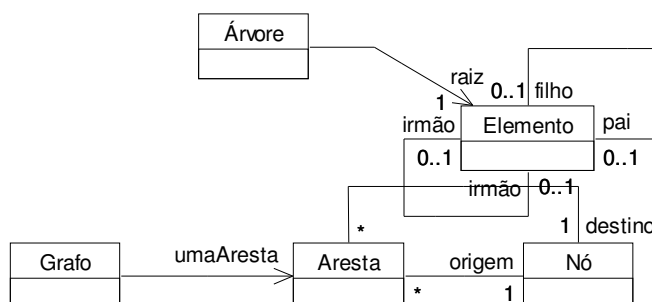 Árvore
raiz
1
0..1 filho
irmão
0..1
Elemento
pai
0..1
irmão 0..1
*
1 destino
umaAresta
Grafo
Aresta
origem
* 1
Nó